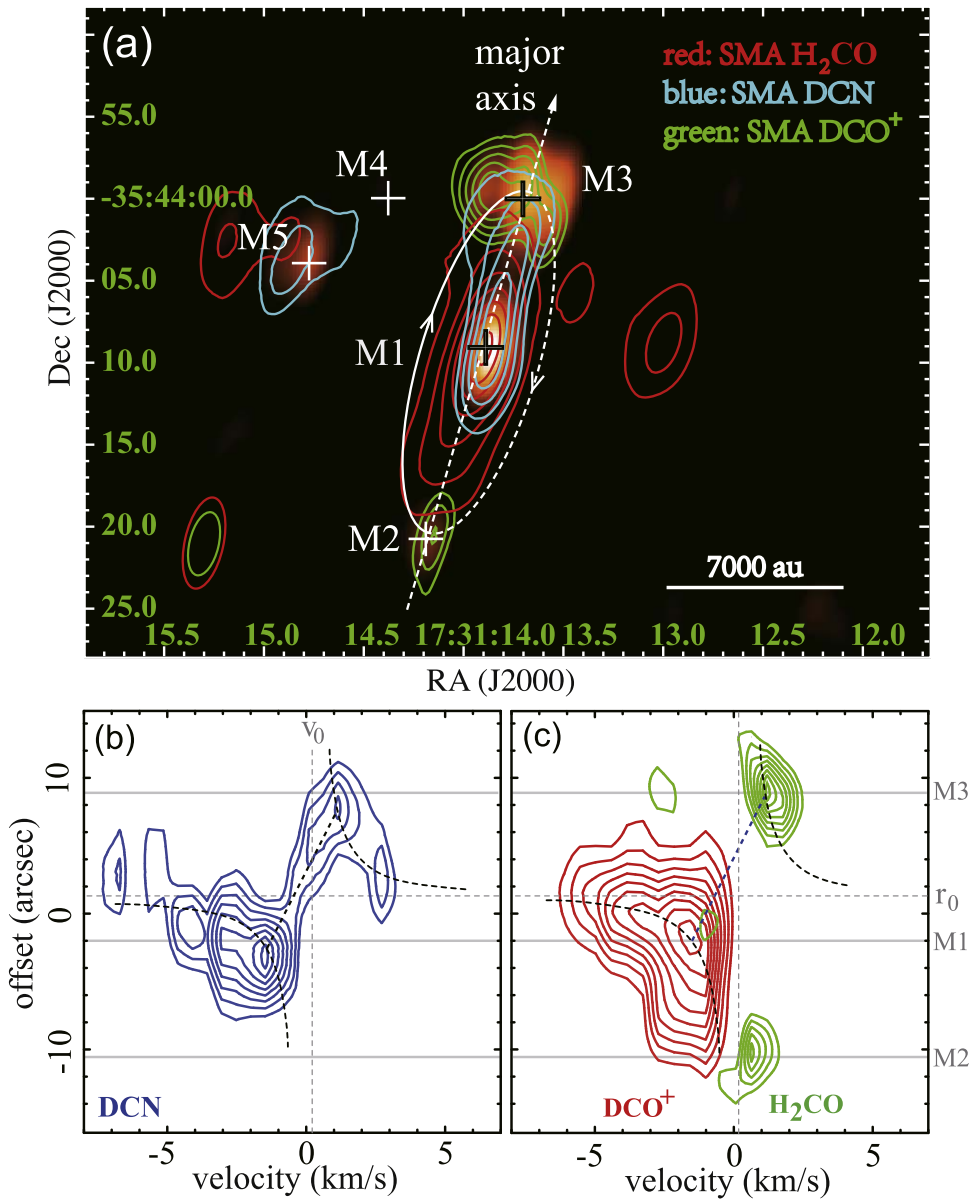 (a)
major
axis
red: SMA H₂CO
blue: SMA DCN
green: SMA DCO⁺
55.0
M4
M3
-35:44:00.0
M5
05.0
Dec (J2000)
M1
10.0
15.0
20.0
M2
7000 au
25.0
15.5 15.0 14.5 17:31:14.0 13.5 13.0 12.5 12.0
RA (J2000)
(b)
v₀
(c)
10
M3
offset (arcsec)
0
r₀
M1
-10
M2
DCN
DCO⁺
H₂CO
-5 0 5
-5 0 5
velocity (km/s)
velocity (km/s)